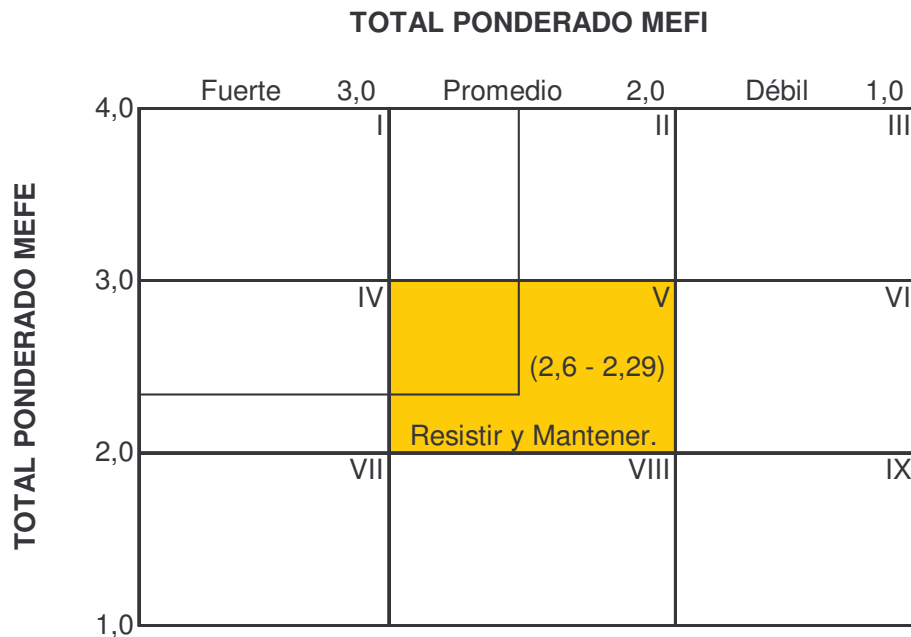 TOTAL PONDERADO MEFI
Fuerte 3,0 Promedio 2,0 Débil 1,0
4,0
I II III
TOTAL PONDERADO MEFE
3,0
IV V VI
(2,6 - 2,29)
Resistir y Mantener.
2,0
VII VIII IX
1,0